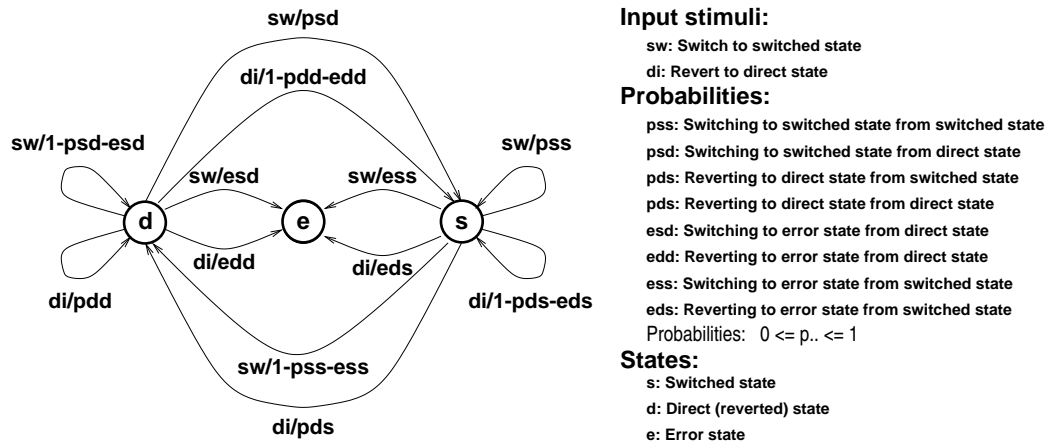 sw/psd
di/1-pdd-edd
sw/1-psd-esd
sw/pss
sw/esd
sw/ess
d
e
s
di/edd
di/eds
di/pdd
di/1-pds-eds
sw/1-pss-ess
di/pds
Input stimuli:
sw: Switch to switched state
di: Revert to direct state
Probabilities:
pss: Switching to switched state from switched state
psd: Switching to switched state from direct state
pds: Reverting to direct state from switched state
pds: Reverting to direct state from direct state
esd: Switching to error state from direct state
edd: Reverting to error state from direct state
ess: Switching to error state from switched state
eds: Reverting to error state from switched state
Probabilities: 0 <= p.. <= 1
States:
s: Switched state
d: Direct (reverted) state
e: Error state